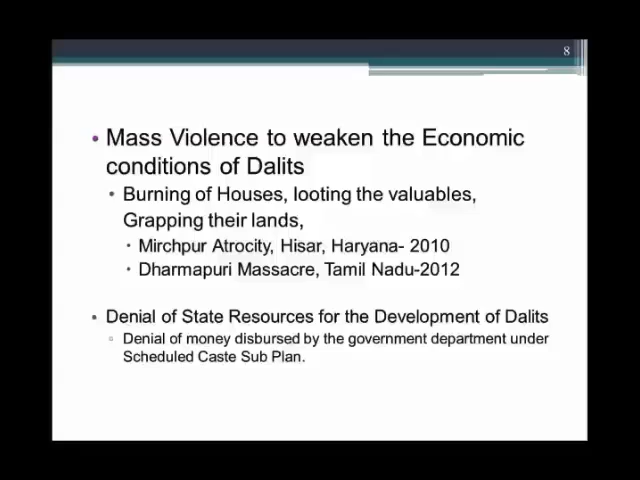 8
• Mass Violence to weaken the Economic
conditions of Dalits
• Burning of Houses, looting the valuables,
Grapping their lands,
• Mirchpur Atrocity, Hisar, Haryana- 2010
• Dharmapuri Massacre, Tamil Nadu-2012
• Denial of State Resources for the Development of Dalits
▫ Denial of money disbursed by the government department under
Scheduled Caste Sub Plan.